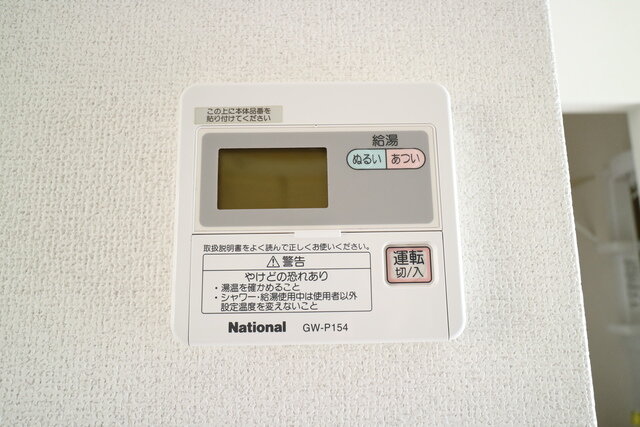 この上に本体品番を
貼り付けてください
給湯
ぬるい あつい
取扱説明書をよく読んで正しくお使いください。
警告
やけどの恐れあり
・湯温を確かめること
・シャワー・給湯使用中は使用者以外
設定温度を変えないこと
運転
切/入
National GW-P154